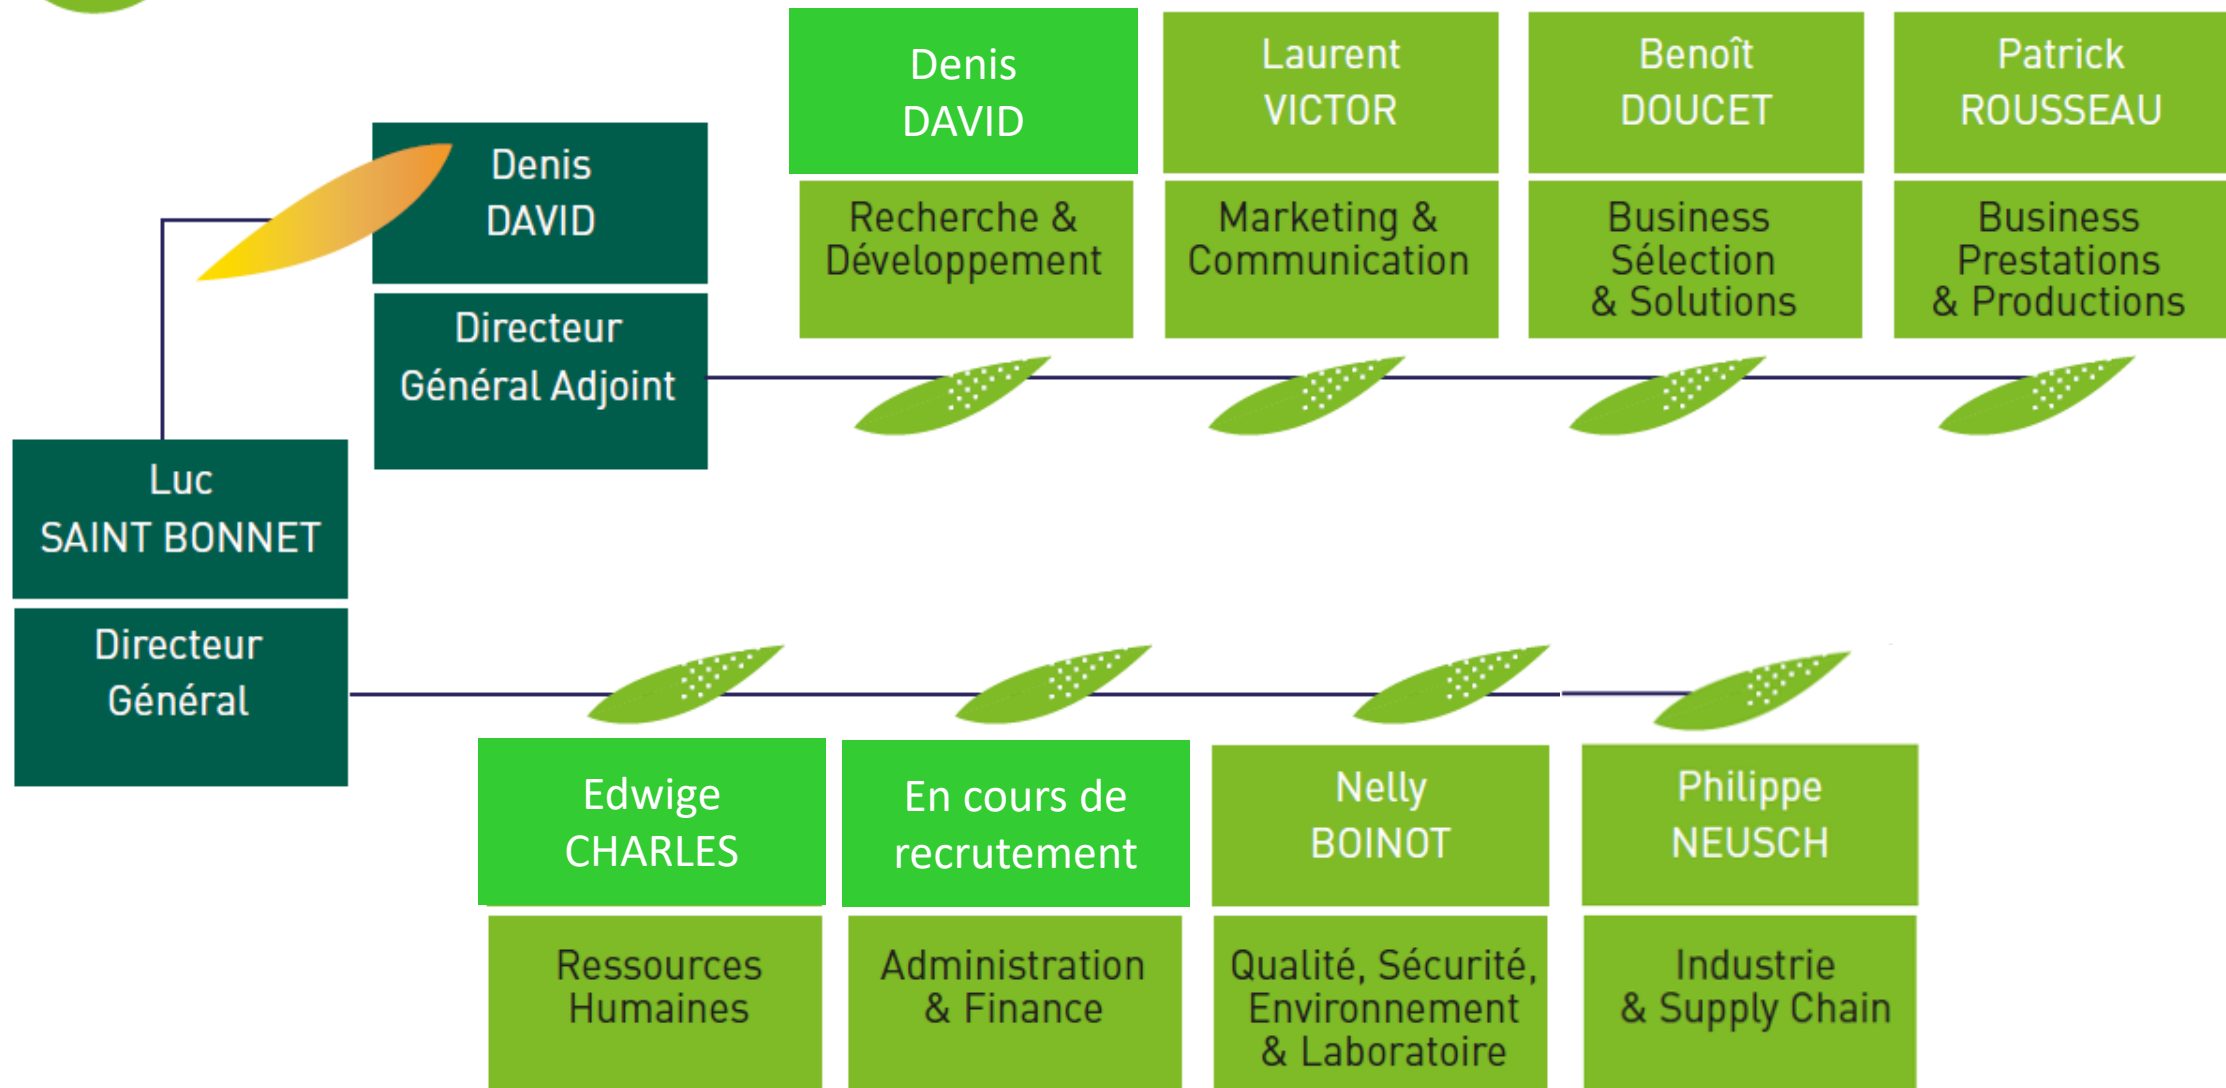 Denis
DAVID
Recherche &
Développement
Laurent
VICTOR
Marketing &
Communication
Benoît
DOUCET
Business
Sélection
& Solutions
Patrick
ROUSSEAU
Business
Prestations
& Productions
Denis
DAVID
Directeur
Général Adjoint
Luc
SAINT BONNET
Directeur
Général
Edwige
CHARLES
Ressources
Humaines
En cours de
recrutement
Administration
& Finance
Nelly
BOINOT
Qualité, Sécurité,
Environnement
& Laboratoire
Philippe
NEUSCH
Industrie
& Supply Chain